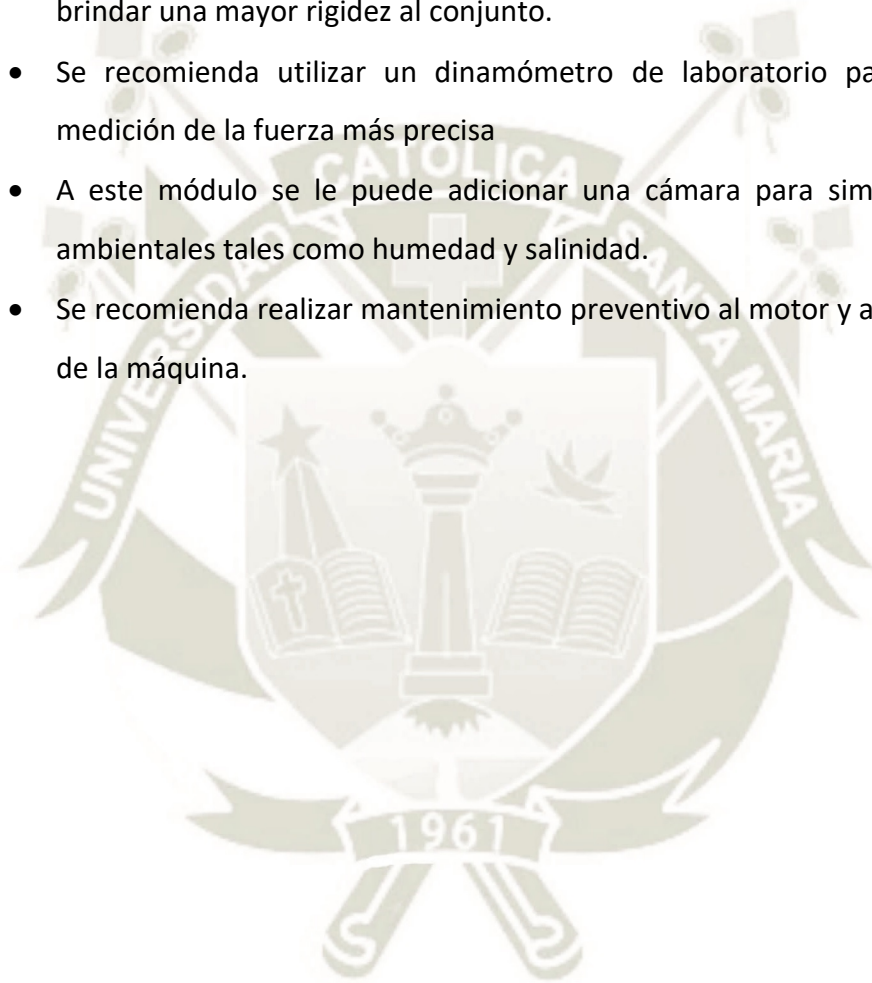 brindar una mayor rigidez al conjunto.
• Se recomienda utilizar un dinamómetro de laboratorio
medición de la fuerza más precisa
• A este módulo se le puede adicionar una cámara para
ambientales tales como humedad y salinidad.
• Se recomienda realizar mantenimiento preventivo al motor y
de la máquina.
UNIVERSIDAD CATOLICA SANTA MARIA
1961